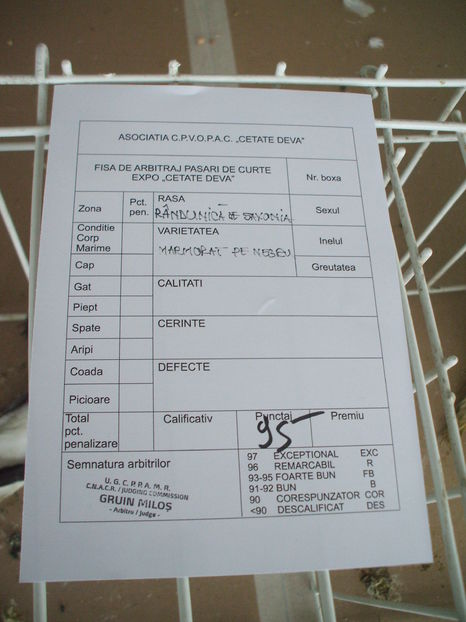 ASOCIATIA C.P.V.O.P.A.C. „CETATE DEVA"
FISA DE ARBITRAJ PASARI DE CURTE
EXPO „CETATE DEVA"
Nr. boxa
Zona
Pct. pen.
RASA
RÂNDUNICĂ DE SAXONIA
Sexul
Conditie
Corp
Marime
VARIETATEA
MARMORAT PE NEGRU
Inelul
Cap
Greutatea
Gat
CALITATI
Piept
Spate
CERINTE
Aripi
Coada
DEFECTE
Picioare
Total
pct.
penalizare
Calificativ
Punctaj
Premiu
95
Semnatura arbitrilor
U.G.C.P.P.A.M.R.
C.N.A.C.R. / JUDGING COMMISSION
GRUIN MILOȘ
- Arbitru / Judge -
97 EXCEPTIONAL EXC
96 REMARCABIL R
93-95 FOARTE BUN FB
91-92 BUN B
90 CORESPUNZATOR COR
<90 DESCALIFICAT DES